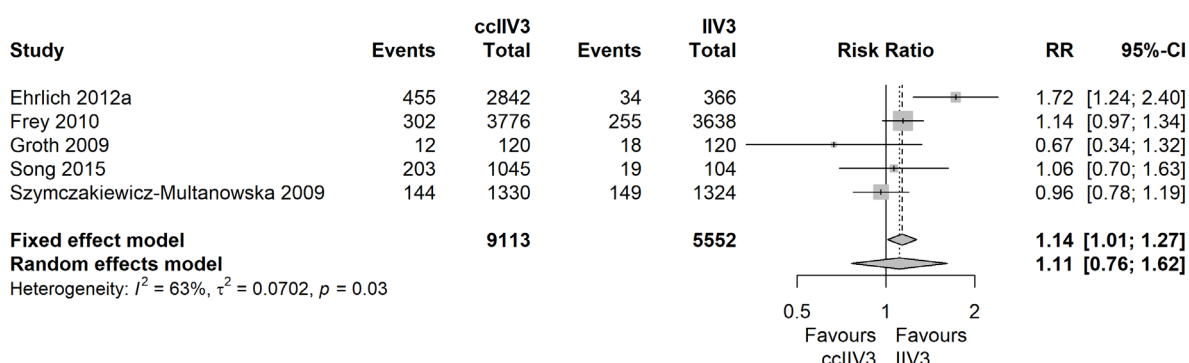 ccIIV3 IIV3
Study Events Total Events Total Risk Ratio RR 95%-CI
Ehrlich 2012a 455 2842 34 366 1.72 [1.24; 2.40]
Frey 2010 302 3776 255 3638 1.14 [0.97; 1.34]
Groth 2009 12 120 18 120 0.67 [0.34; 1.32]
Song 2015 203 1045 19 104 1.06 [0.70; 1.63]
Szymczakiewicz-Multanowska 2009 144 1330 149 1324 0.96 [0.78; 1.19]
Fixed effect model 9113 5552 1.14 [1.01; 1.27]
Random effects model 1.11 [0.76; 1.62]
Heterogeneity: I² = 63%, τ² = 0.0702, p = 0.03
0.5 1 2
Favours Favours
ccIIV3 IIV3